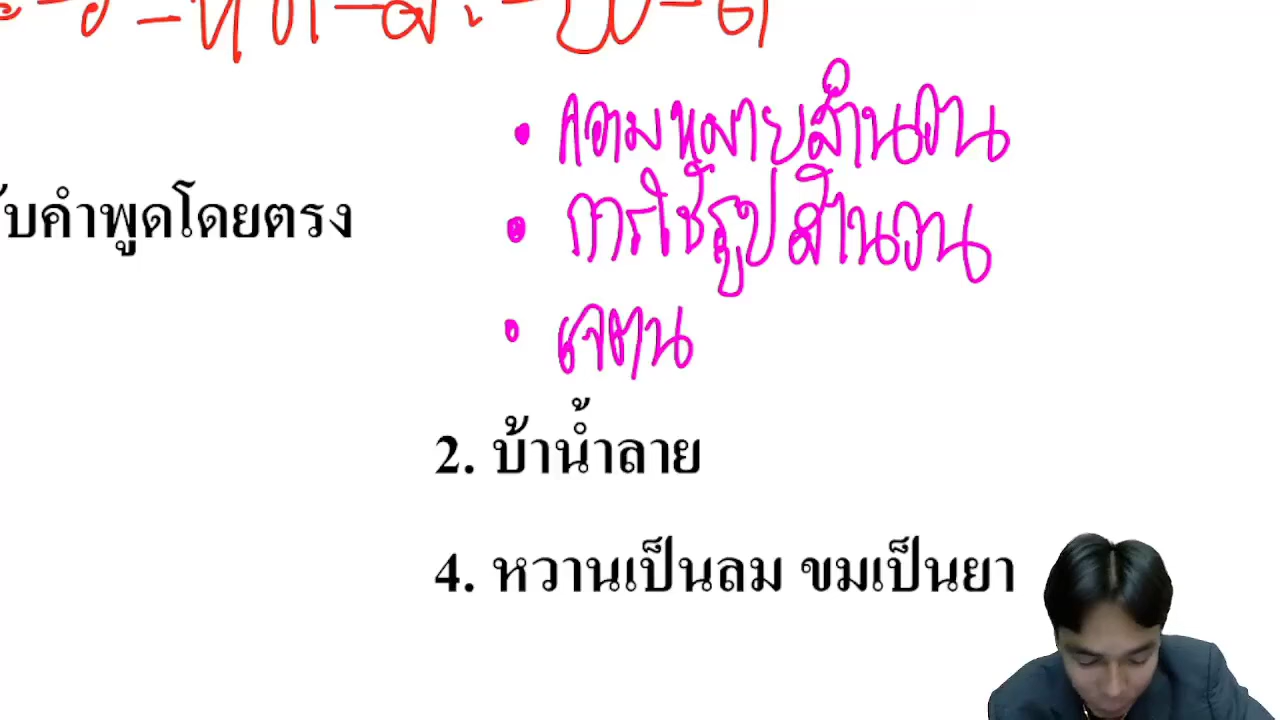 • ความหมายสำนวน
ับคำพูดโดยตรง
• การใช้รูปสำนวน
• เจตน
2. บ้าน้ำลาย
4. หวานเป็นลม ขมเป็นยา